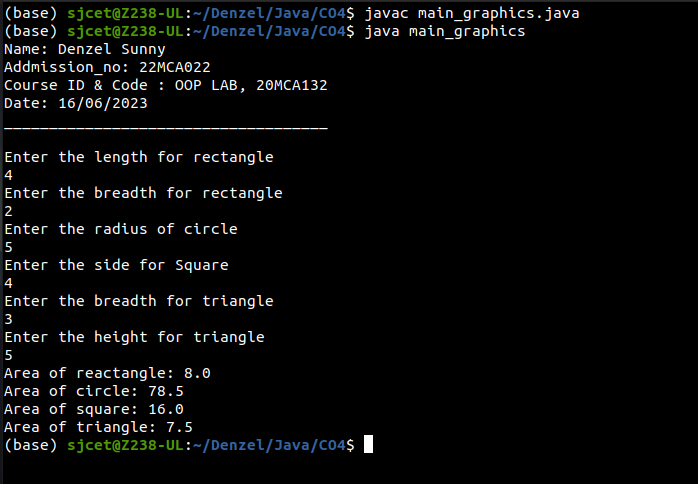 (base) sjcet@Z238-UL:~/Denzel/Java/CO4$ javac main_graphics.java
(base) sjcet@Z238-UL:~/Denzel/Java/CO4$ java main_graphics
Name: Denzel Sunny
Addmission_no: 22MCA022
Course ID & Code : OOP LAB, 20MCA132
Date: 16/06/2023
____________________________________
Enter the length for rectangle
4
Enter the breadth for rectangle
2
Enter the radius of circle
5
Enter the side for Square
4
Enter the breadth for triangle
3
Enter the height for triangle
5
Area of reactangle: 8.0
Area of circle: 78.5
Area of square: 16.0
Area of triangle: 7.5
(base) sjcet@Z238-UL:~/Denzel/Java/CO4$